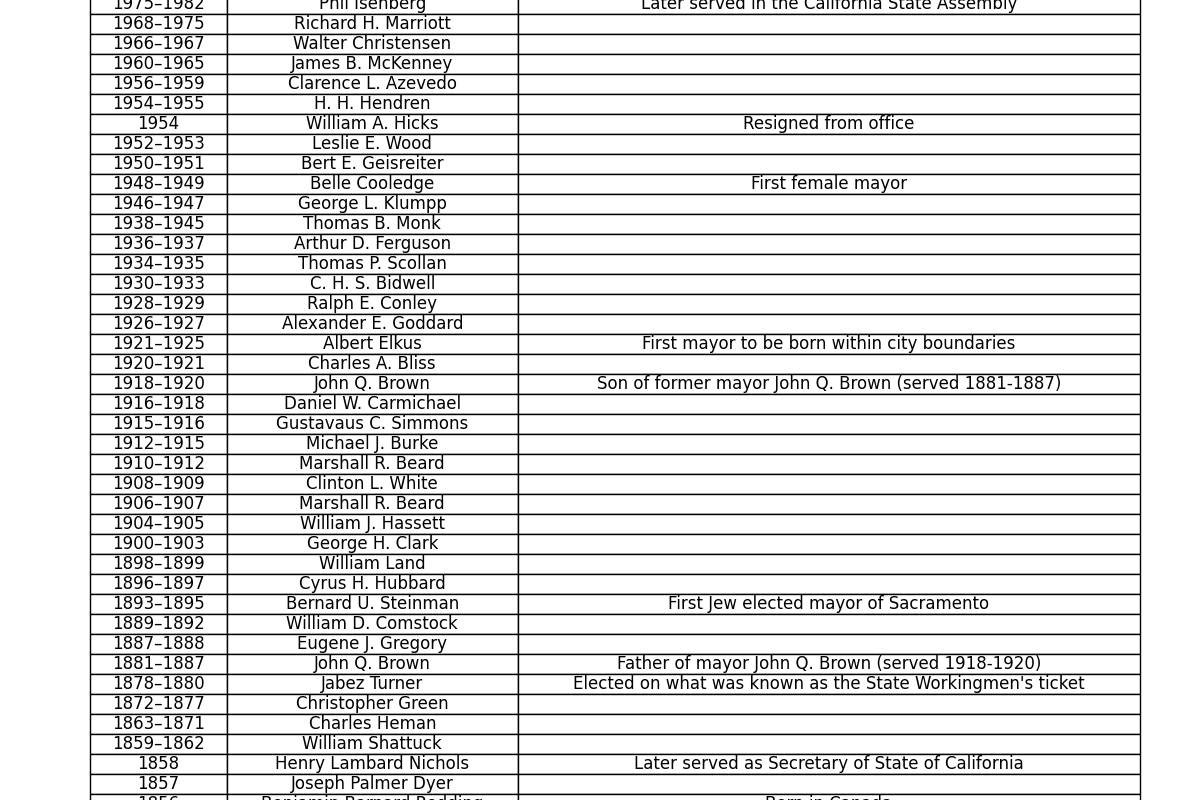 1975–1982 Phil Isenberg Later served in the California State Assembly
1968–1975 Richard H. Marriott
1966–1967 Walter Christensen
1960–1965 James B. McKenney
1956–1959 Clarence L. Azevedo
1954–1955 H. H. Hendren
1954 William A. Hicks Resigned from office
1952–1953 Leslie E. Wood
1950–1951 Bert E. Geisreiter
1948–1949 Belle Cooledge First female mayor
1946–1947 George L. Klumpp
1938–1945 Thomas B. Monk
1936–1937 Arthur D. Ferguson
1934–1935 Thomas P. Scollan
1930–1933 C. H. S. Bidwell
1928–1929 Ralph E. Conley
1926–1927 Alexander E. Goddard
1921–1925 Albert Elkus First mayor to be born within city boundaries
1920–1921 Charles A. Bliss
1918–1920 John Q. Brown Son of former mayor John Q. Brown (served 1881-1887)
1916–1918 Daniel W. Carmichael
1915–1916 Gustavaus C. Simmons
1912–1915 Michael J. Burke
1910–1912 Marshall R. Beard
1908–1909 Clinton L. White
1906–1907 Marshall R. Beard
1904–1905 William J. Hassett
1900–1903 George H. Clark
1898–1899 William Land
1896–1897 Cyrus H. Hubbard
1893–1895 Bernard U. Steinman First Jew elected mayor of Sacramento
1889–1892 William D. Comstock
1887–1888 Eugene J. Gregory
1881–1887 John Q. Brown Father of mayor John Q. Brown (served 1918-1920)
1878–1880 Jabez Turner Elected on what was known as the State Workingmen's ticket
1872–1877 Christopher Green
1863–1871 Charles Heman
1859–1862 William Shattuck
1858 Henry Lambard Nichols Later served as Secretary of State of California
1857 Joseph Palmer Dyer
1856 Benjamin Barnard Redding Born in Canada